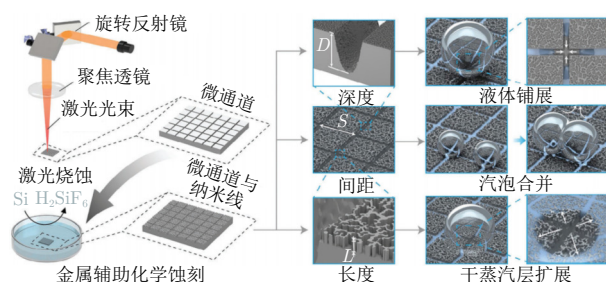 旋转反射镜
聚焦透镜
激光光束
激光烧蚀
Si H₂SiF₆
金属辅助化学蚀刻
微通道
微通道与
纳米线
D
深度
S
间距
L
长度
液体铺展
汽泡合并
干蒸汽层扩展